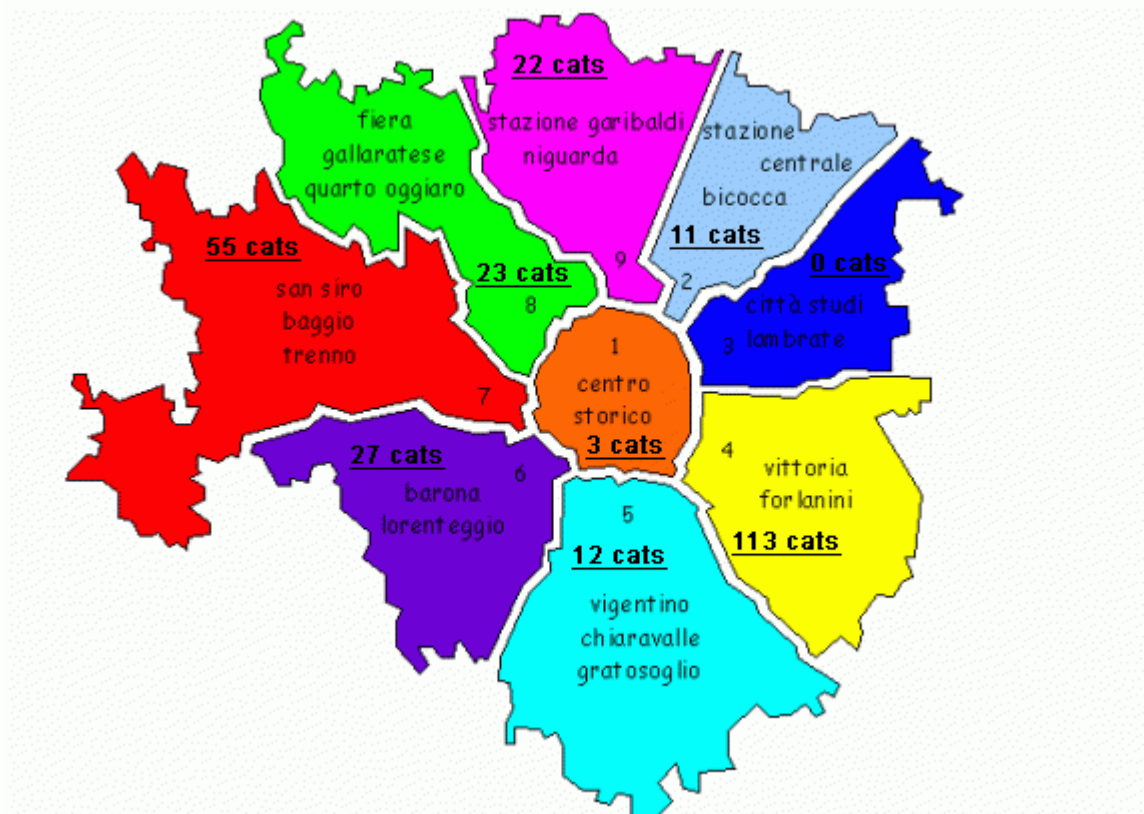 22 cats
stazione garibaldi
niguarda
9
stazione
centrale
bicocca
11 cats
2
fiera
gallaratese
quarto oggiaro
23 cats
8
0 cats
città studi
lambrate
3
55 cats
san siro
baggio
trenno
7
1
centro
storico
3 cats
4
vittoria
forlanini
113 cats
27 cats
6
barona
lorenteggio
5
12 cats
vigentino
chiaravalle
gratosoglio